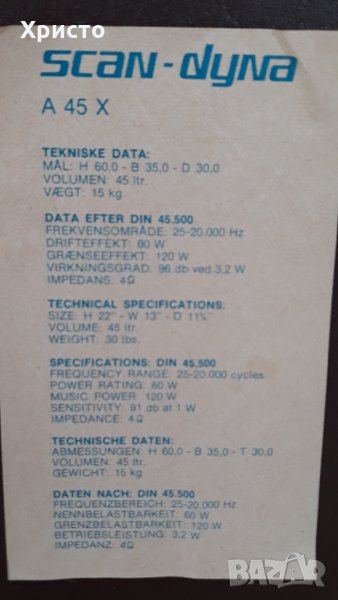 Христо
scan-dyna
A 45 X
TEKNISKE DATA:
MÅL: H 60,0 - B 35,0 - D 30,0
VOLUMEN: 45 ltr.
VÆGT: 15 kg
DATA EFTER DIN 45.500
FREKVENSOMRÅDE: 25-20.000 Hz
DRIFTEFFEKT: 60 W
GRÆNSEEFFEKT: 120 W
VIRKNINGSGRAD: 96 db ved 3,2 W
IMPEDANS: 4Ω
TECHNICAL SPECIFICATIONS:
SIZE: H 22" - W 13" - D 11¾"
VOLUME: 45 ltr.
WEIGHT: 30 lbs.
SPECIFICATIONS: DIN 45.500
FREQUENCY RANGE: 25-20.000 cycles
POWER RATING: 60 W
MUSIC POWER: 120 W
SENSITIVITY: 91 db at 1 W
IMPEDANCE: 4Ω
TECHNISCHE DATEN:
ABMESSUNGEN: H 60,0 - B 35,0 - T 30,0
VOLUMEN: 45 ltr.
GEWICHT: 15 kg
DATEN NACH: DIN 45.500
FREQUENZBEREICH: 25-20.000 Hz
NENNBELASTBARKEIT: 60 W
GRENZBELASTBARKEIT: 120 W
BETRIEBSLEISTUNG: 3,2 W
IMPEDANZ: 4Ω
BAZAR
bg